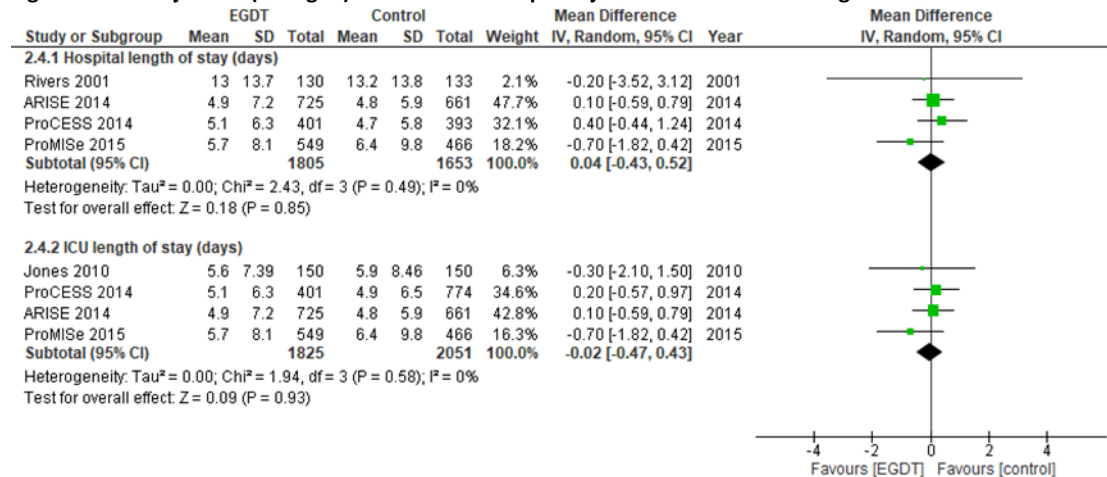 EGDT Control Mean Difference Mean Difference
Study or Subgroup Mean SD Total Mean SD Total Weight IV, Random, 95% CI Year IV, Random, 95% CI
2.4.1 Hospital length of stay (days)
Rivers 2001 13 13.7 130 13.2 13.8 133 2.1% -0.20 [-3.52, 3.12] 2001
ARISE 2014 4.9 7.2 725 4.8 5.9 661 47.7% 0.10 [-0.59, 0.79] 2014
ProCESS 2014 5.1 6.3 401 4.7 5.8 393 32.1% 0.40 [-0.44, 1.24] 2014
ProMISe 2015 5.7 8.1 549 6.4 9.8 466 18.2% -0.70 [-1.82, 0.42] 2015
Subtotal (95% CI) 1805 1653 100.0% 0.04 [-0.43, 0.52]
Heterogeneity: Tau² = 0.00; Chi² = 2.43, df = 3 (P = 0.49); I² = 0%
Test for overall effect: Z = 0.18 (P = 0.85)
2.4.2 ICU length of stay (days)
Jones 2010 5.6 7.39 150 5.9 8.46 150 6.3% -0.30 [-2.10, 1.50] 2010
ProCESS 2014 5.1 6.3 401 4.9 6.5 774 34.6% 0.20 [-0.57, 0.97] 2014
ARISE 2014 4.9 7.2 725 4.8 5.9 661 42.8% 0.10 [-0.59, 0.79] 2014
ProMISe 2015 5.7 8.1 549 6.4 9.8 466 16.3% -0.70 [-1.82, 0.42] 2015
Subtotal (95% CI) 1825 2051 100.0% -0.02 [-0.47, 0.43]
Heterogeneity: Tau² = 0.00; Chi² = 1.94, df = 3 (P = 0.58); I² = 0%
Test for overall effect: Z = 0.09 (P = 0.93)
-4 -2 0 2 4
Favours [EGDT] Favours [control]